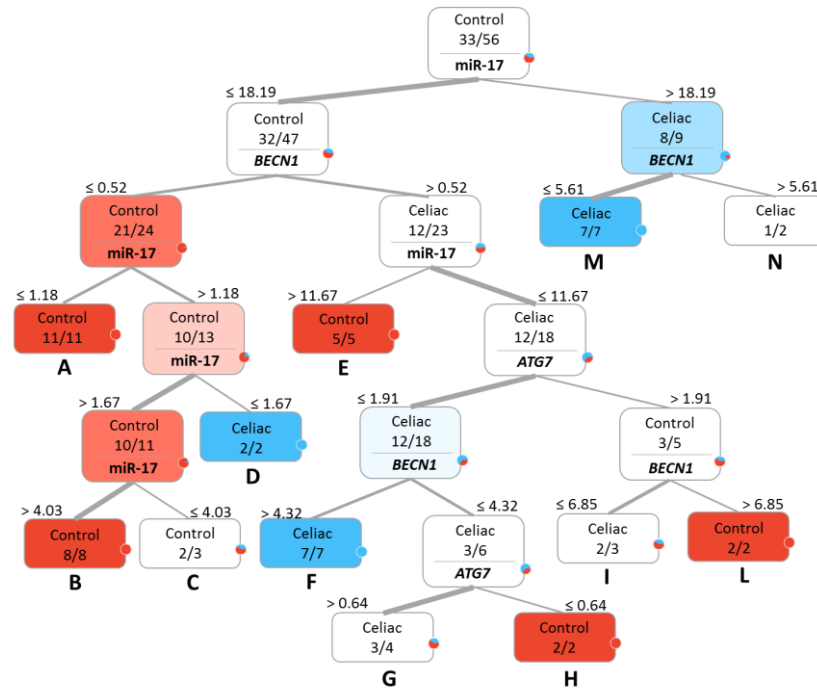 Control
33/56
miR-17
≤ 18.19
> 18.19
Control
32/47
BECN1
Celiac
8/9
BECN1
≤ 0.52
> 0.52
≤ 5.61
> 5.61
Control
21/24
miR-17
Celiac
12/23
miR-17
Celiac
7/7
M
Celiac
1/2
N
≤ 1.18
> 1.18
> 11.67
≤ 11.67
Control
11/11
A
Control
10/13
miR-17
Control
5/5
E
Celiac
12/18
ATG7
> 1.67
≤ 1.67
≤ 1.91
> 1.91
Control
10/11
miR-17
Celiac
2/2
D
Celiac
12/18
BECN1
Control
3/5
BECN1
> 4.03
≤ 4.03
> 4.32
≤ 4.32
≤ 6.85
> 6.85
Control
8/8
B
Control
2/3
C
Celiac
7/7
F
Celiac
3/6
ATG7
Celiac
2/3
I
Control
2/2
L
> 0.64
≤ 0.64
Celiac
3/4
G
Control
2/2
H